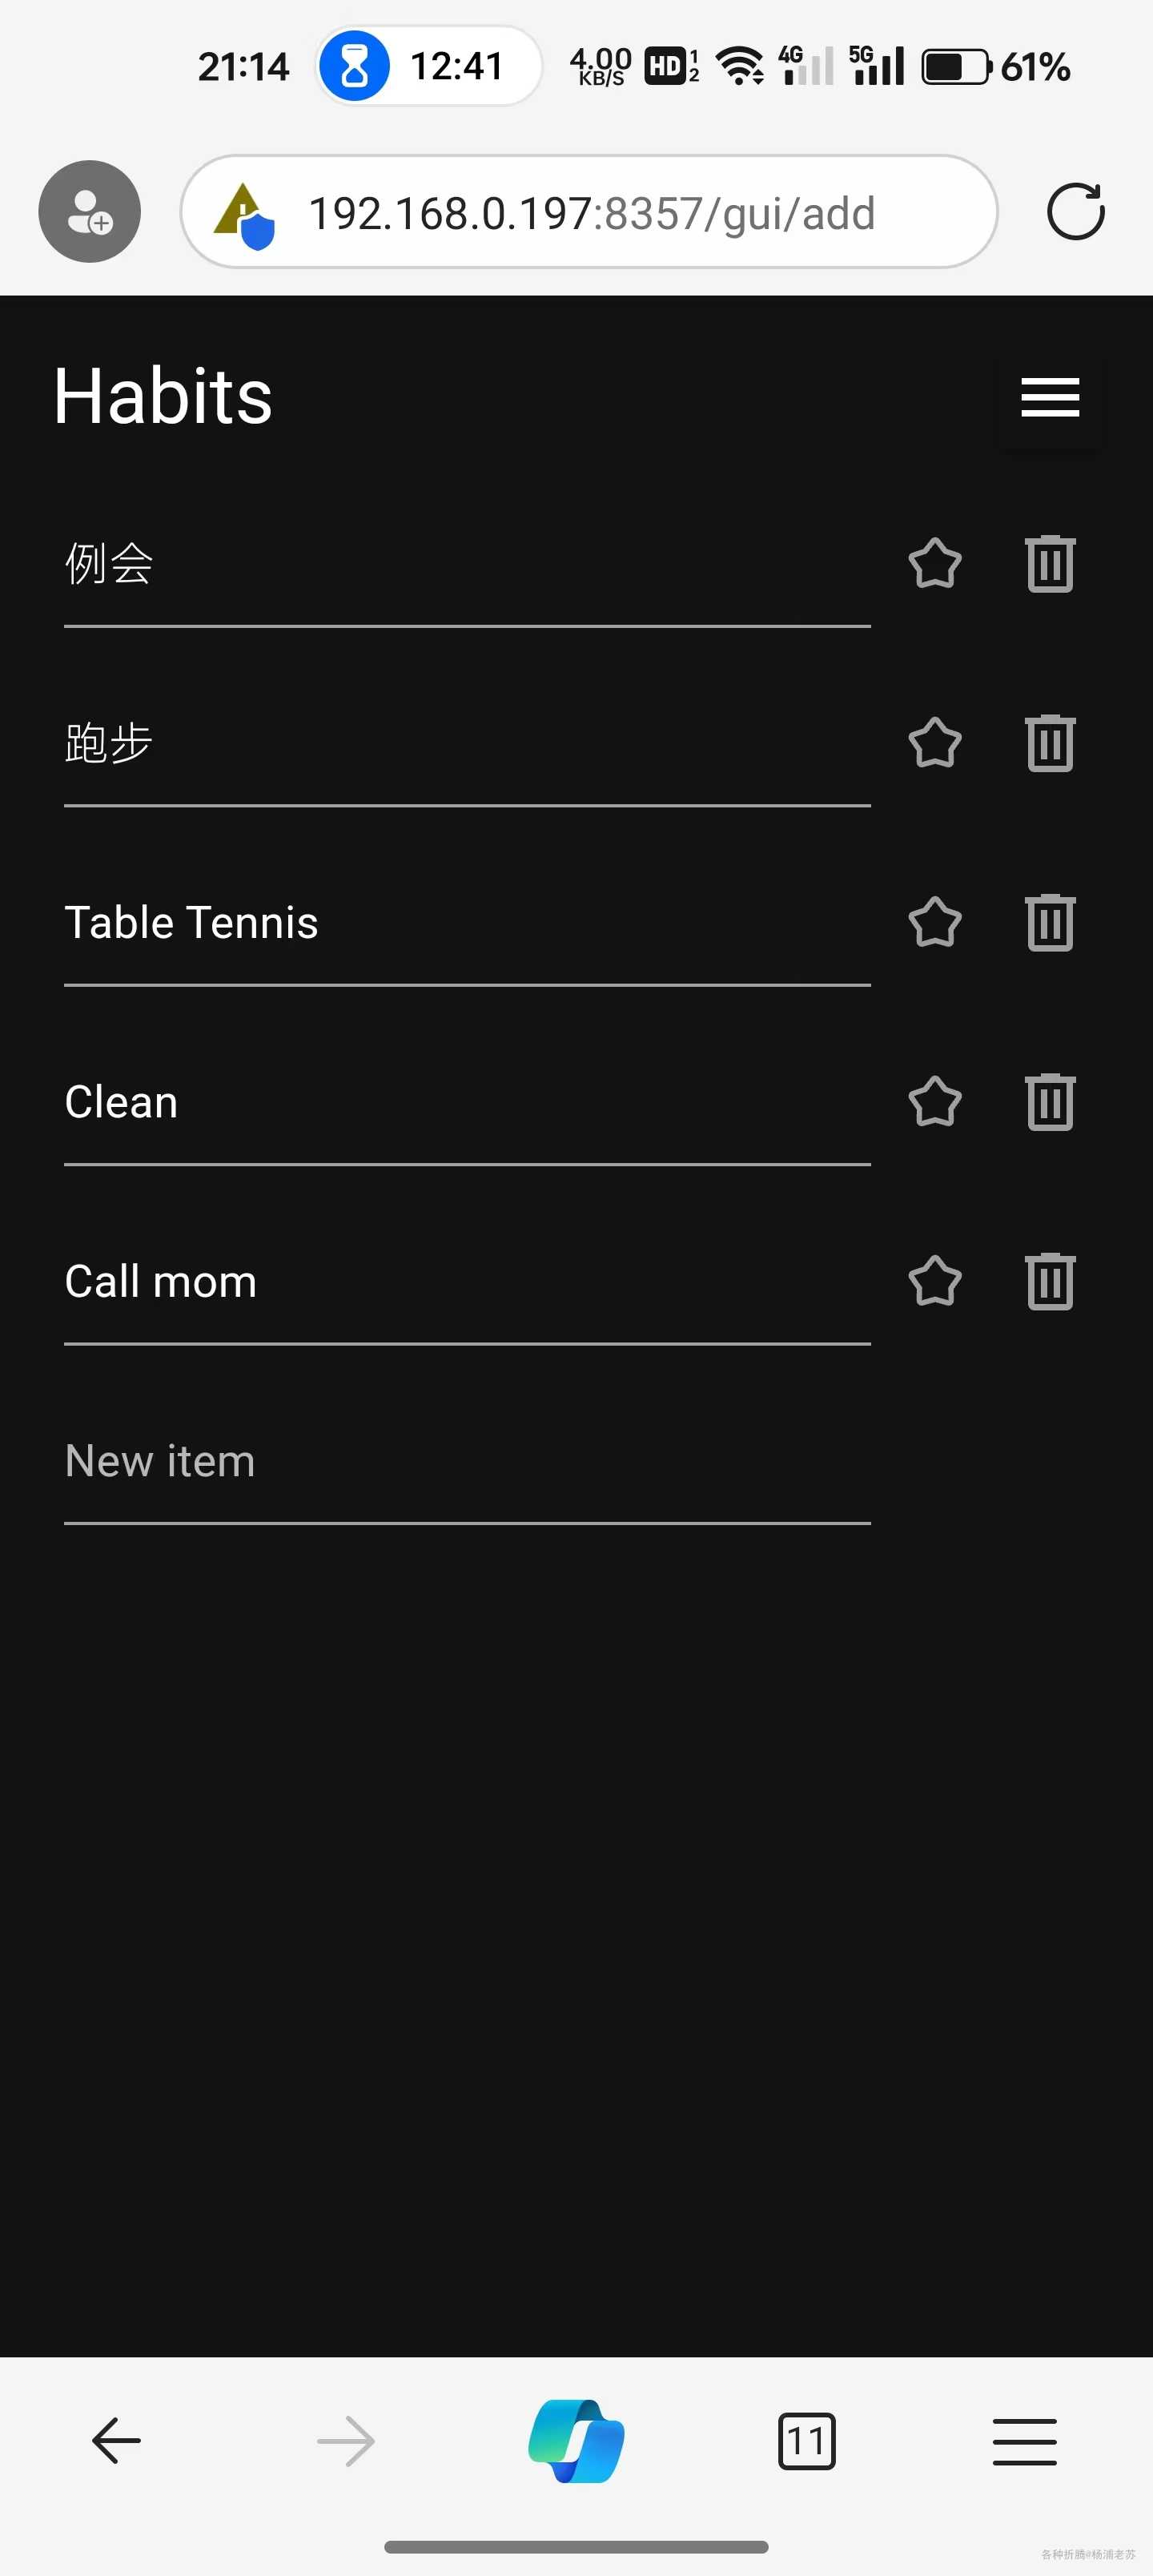 21:14 12:41 4.00 KB/S HD 1 2 4G 5G 61%
192.168.0.197:8357/gui/add
Habits
例会
跑步
Table Tennis
Clean
Call mom
New item
11
各种折腾#杨浦老苏